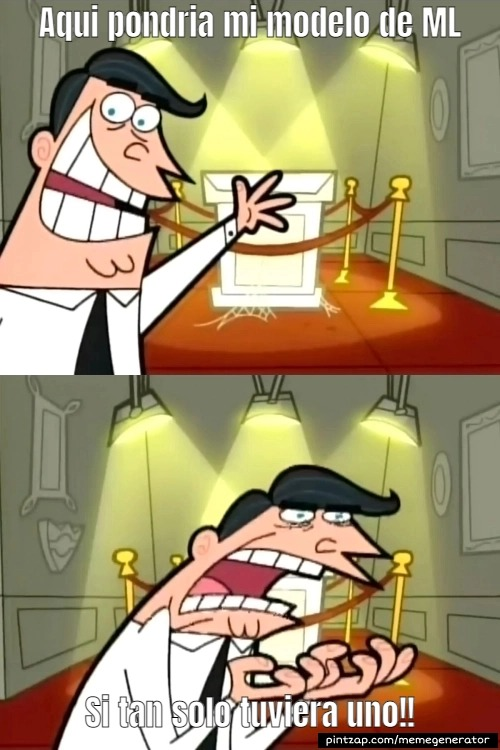 Aqui pondria mi modelo de ML
Si tan solo tuviera uno!!
pintzap.com/memegenerator